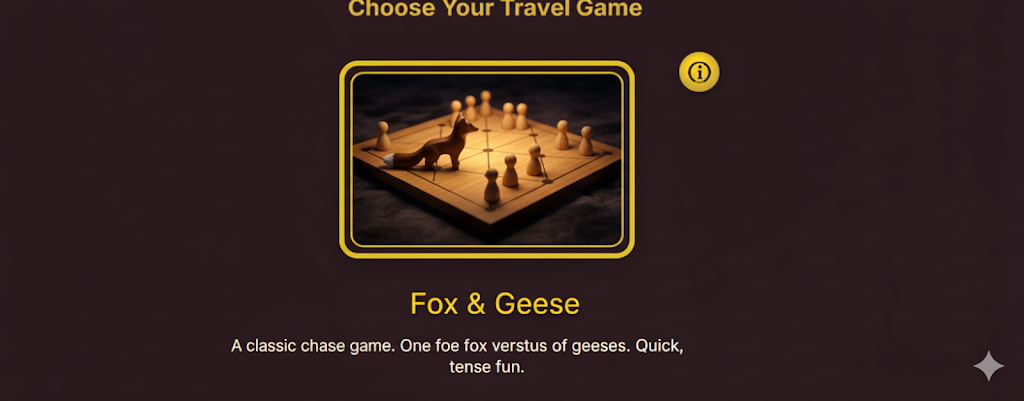 Choose Your Travel Game
Fox & Geese
A classic chase game. One foe fox verstus of geeses. Quick,
tense fun.